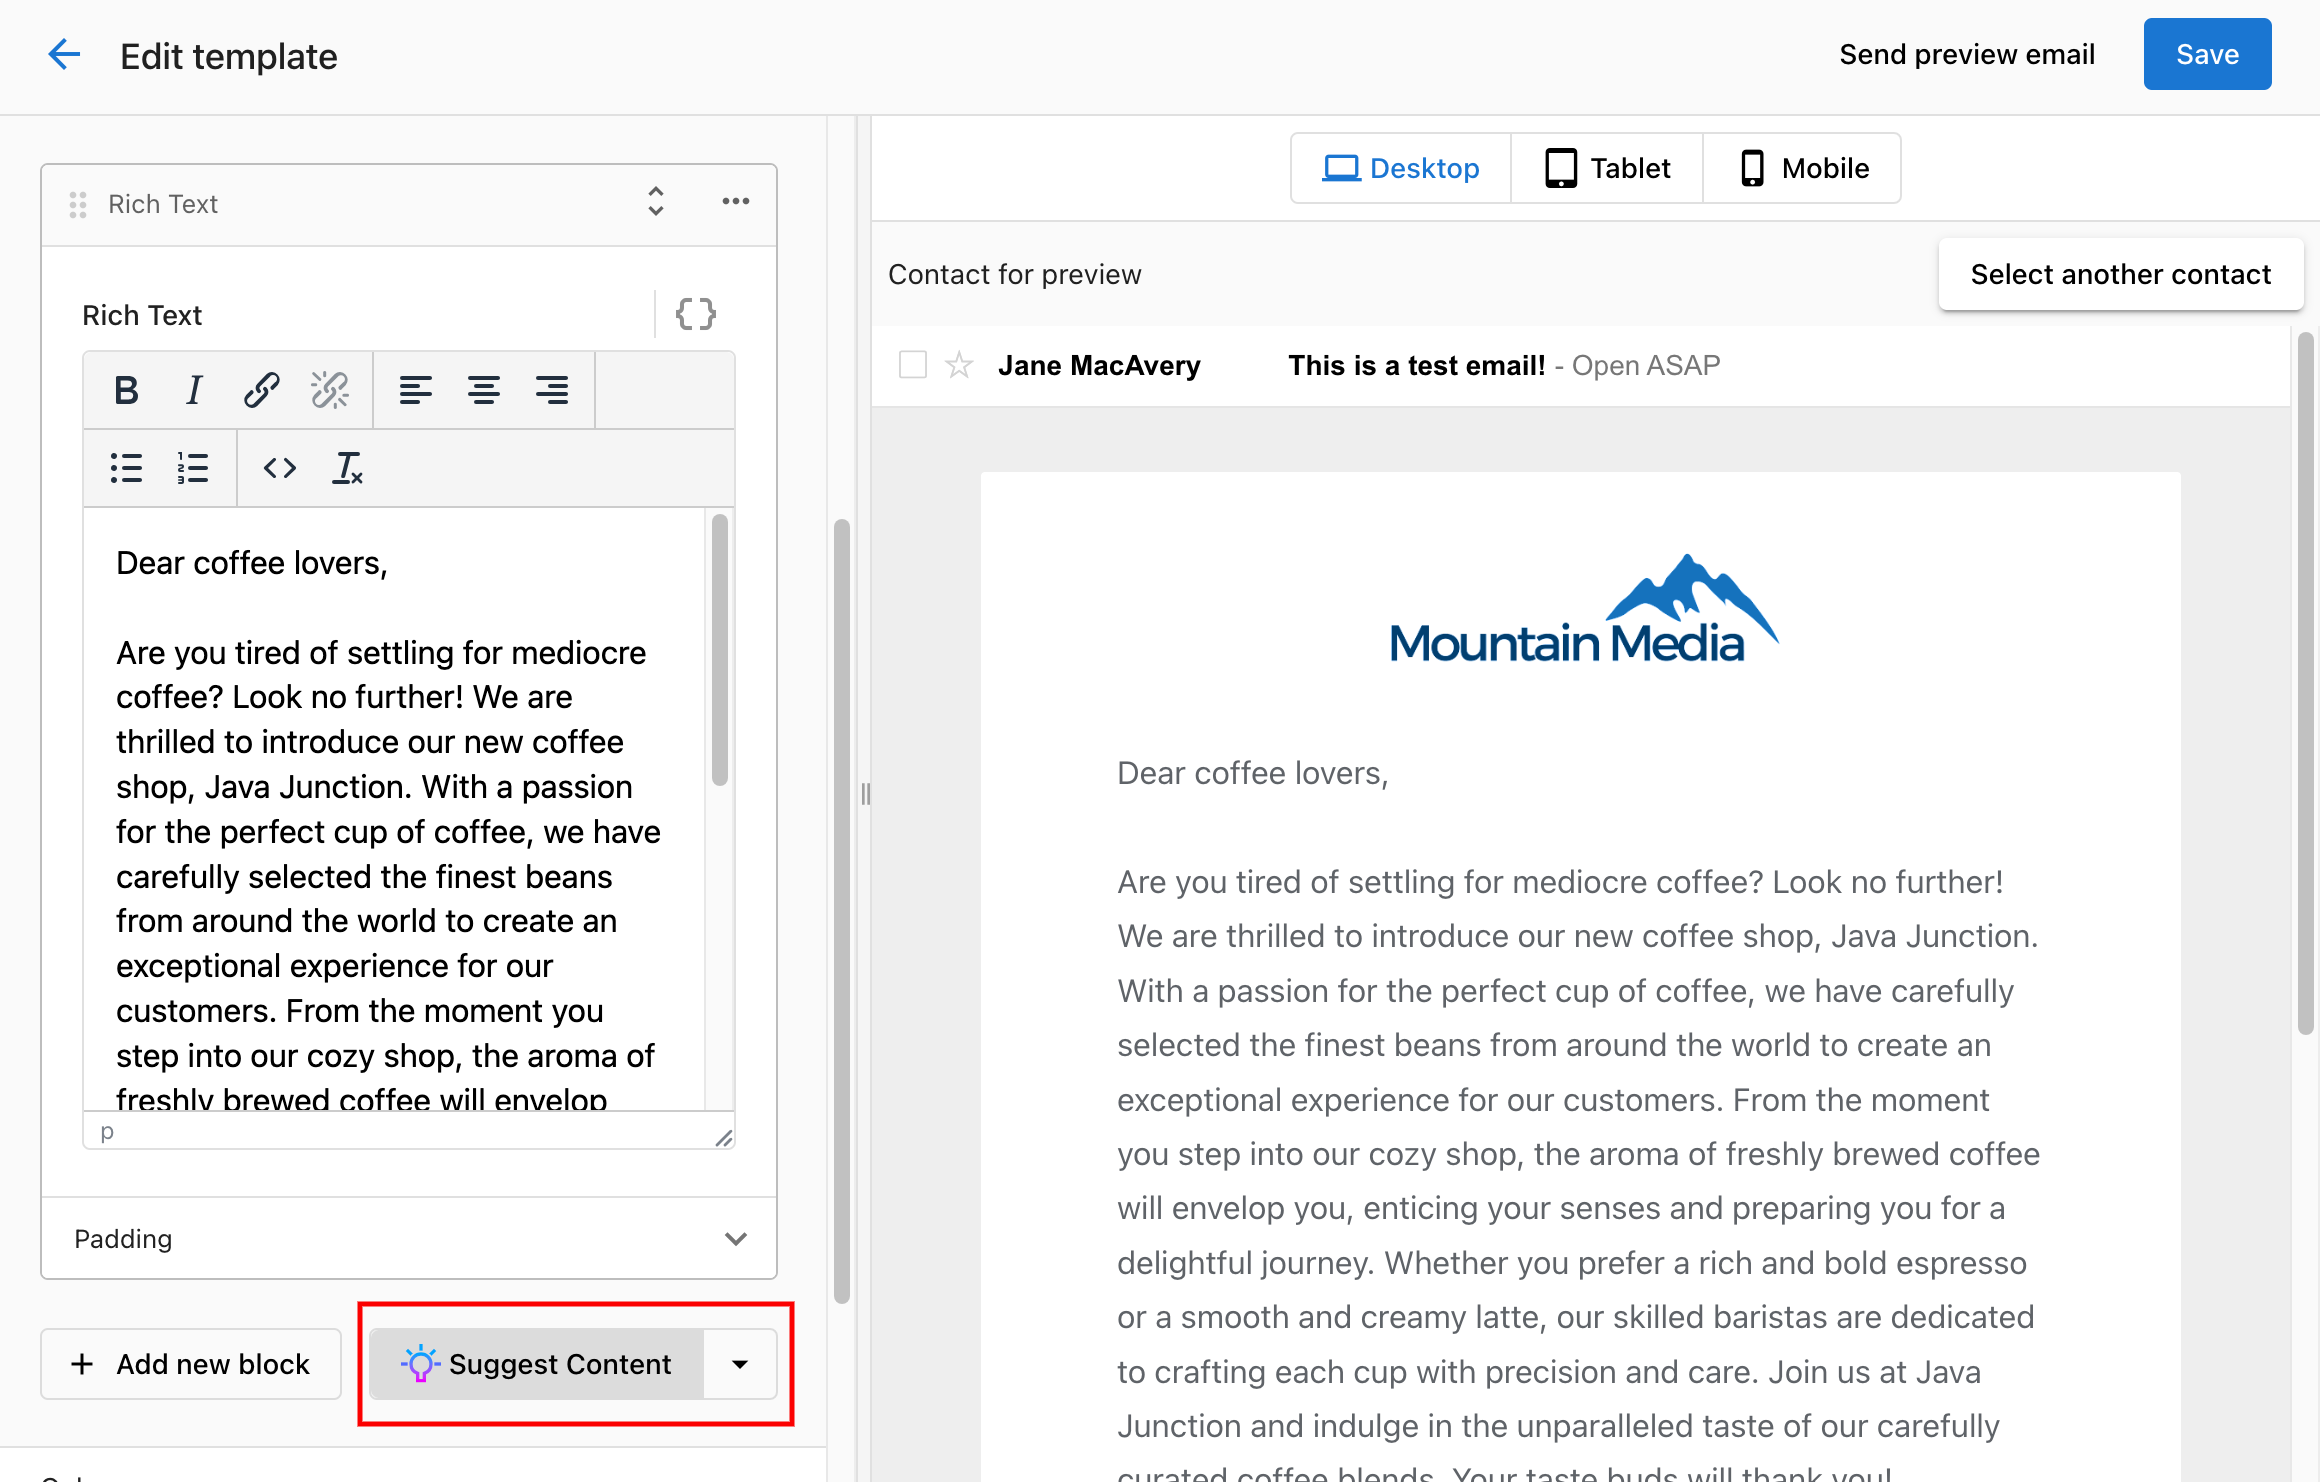 Edit template
Send preview email
Save
Rich Text
Rich Text
B I
Dear coffee lovers,
Are you tired of settling for mediocre
coffee? Look no further! We are
thrilled to introduce our new coffee
shop, Java Junction. With a passion
for the perfect cup of coffee, we have
carefully selected the finest beans
from around the world to create an
exceptional experience for our
customers. From the moment you
step into our cozy shop, the aroma of
freshly brewed coffee will envelop
p
Padding
Add new block
Suggest Content
Desktop
Tablet
Mobile
Contact for preview
Select another contact
Jane MacAvery This is a test email! - Open ASAP
Mountain Media
Dear coffee lovers,
Are you tired of settling for mediocre coffee? Look no further!
We are thrilled to introduce our new coffee shop, Java Junction.
With a passion for the perfect cup of coffee, we have carefully
selected the finest beans from around the world to create an
exceptional experience for our customers. From the moment
you step into our cozy shop, the aroma of freshly brewed coffee
will envelop you, enticing your senses and preparing you for a
delightful journey. Whether you prefer a rich and bold espresso
or a smooth and creamy latte, our skilled baristas are dedicated
to crafting each cup with precision and care. Join us at Java
Junction and indulge in the unparalleled taste of our carefully
curated coffee blends. Your taste buds will thank you!